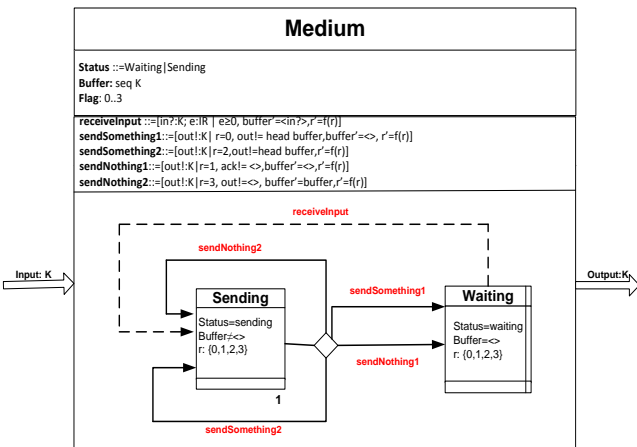 Medium
Status ::=Waiting|Sending
Buffer: seq K
Flag: 0..3
receiveInput ::=[in?:K; e:IR | e≥0, buffer'=<in?>,r'=f(r)]
sendSomething1::=[out!:K| r=0, out!= head buffer,buffer'=<>, r'=f(r)]
sendSomething2::=[out!:K|r=2,out!=head buffer,r'=f(r)]
sendNothing1::=[out!:K|r=1, ack!= <>,buffer'=<>,r'=f(r)]
sendNothing2::=[out!:K|r=3, out!=<>, buffer'=buffer,r'=f(r)]
receiveInput
sendNothing2
Input: K
Output:K
sendSomething1
Sending
Waiting
Status=sending
Buffer≠<>
r: {0,1,2,3}
Status=waiting
Buffer=<>
r: {0,1,2,3}
sendNothing1
1
sendSomething2